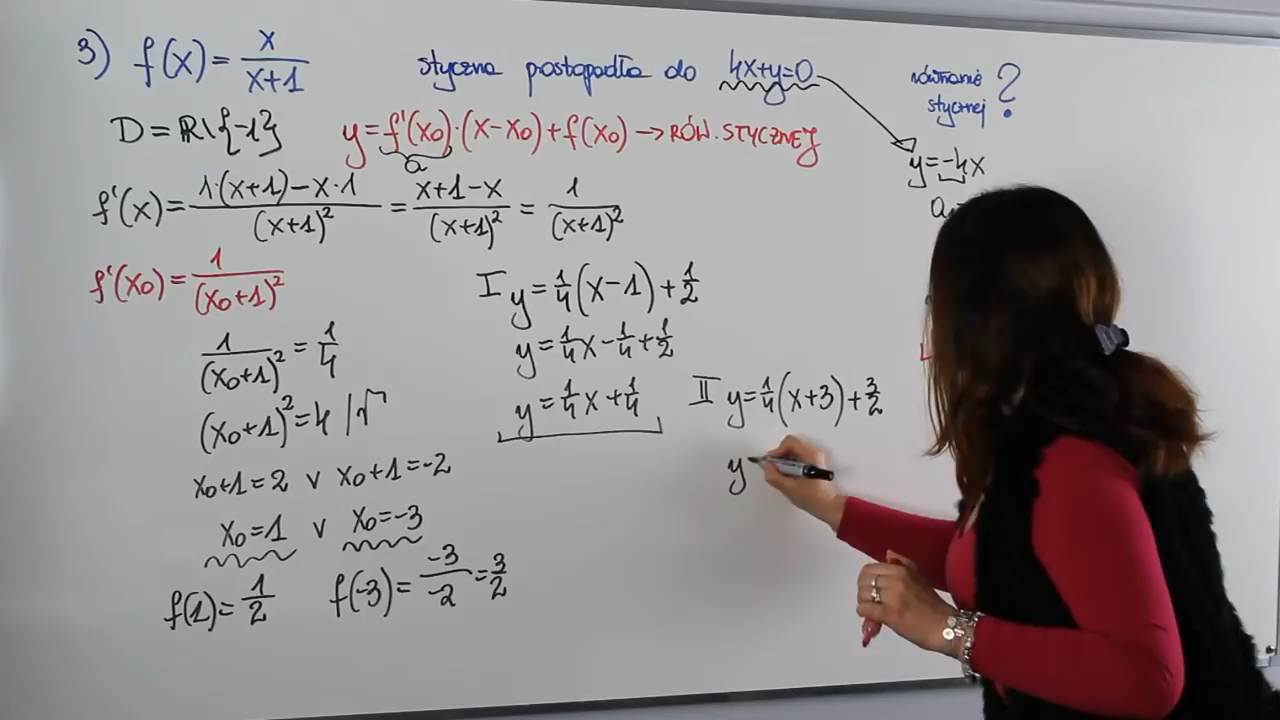 3) f(x) = x/(x+1) styczna prostopadła do 4x+y=0 równanie stycznej ?
D = ℝ\{-1} y = f'(x₀)·(x-x₀)+f(x₀) → RÓW. STYCZNEJ
a
y = -4x
a
f'(x) = (1·(x+1)-x·1)/(x+1)² = (x+1-x)/(x+1)² = 1/(x+1)²
f'(x₀) = 1/(x₀+1)²
1/(x₀+1)² = 1/4
(x₀+1)² = 4 /√
x₀+1=2 ∨ x₀+1=-2
x₀=1 ∨ x₀=-3
f(1) = 1/2 f(-3) = -3/-2 = 3/2
I y = 1/4(x-1)+1/2
y = 1/4x - 1/4 + 1/2
y = 1/4x + 1/4
II y = 1/4(x+3)+3/2
y